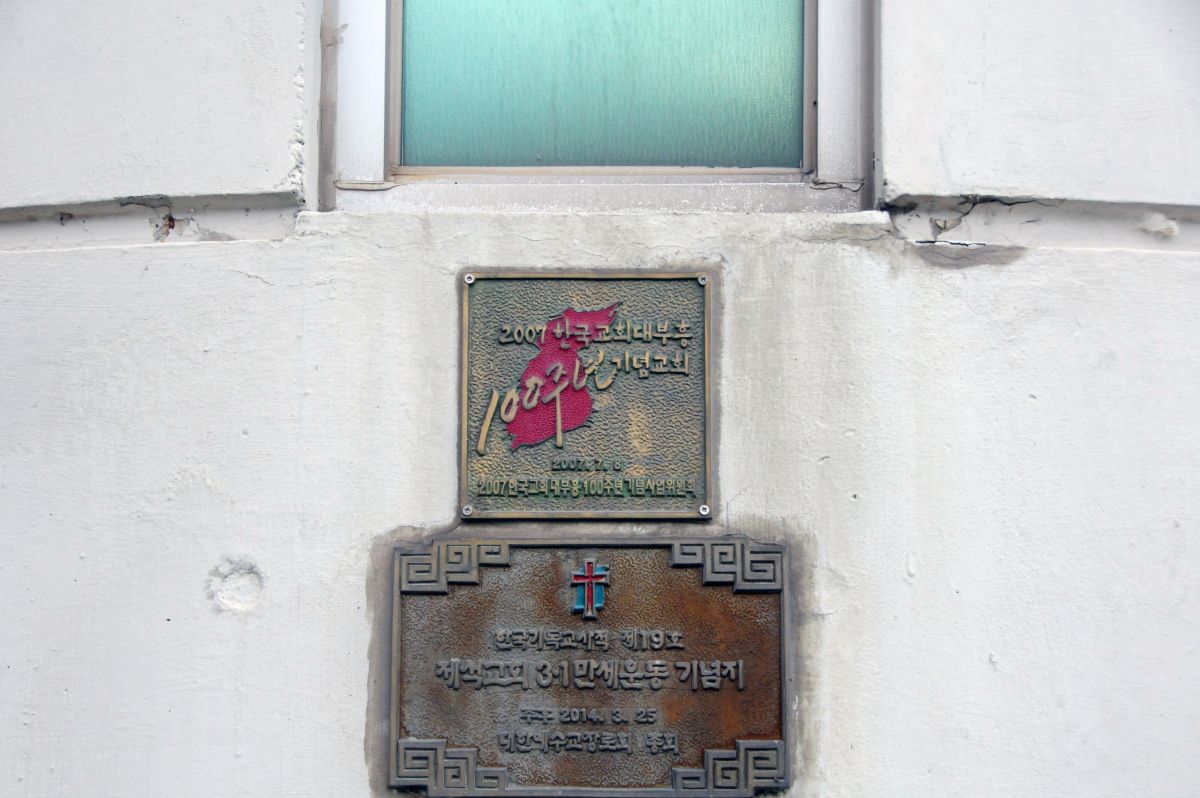 2007 한국교회대부흥
100주년 기념교회
2007. 7. 8
2007 한국교회 대부흥 100주년 기념사업위원회
한국기독교사적 제19호
제석교회 3·1 만세운동 기념지
주후 2014. 3. 25
대한예수교장로회 총회